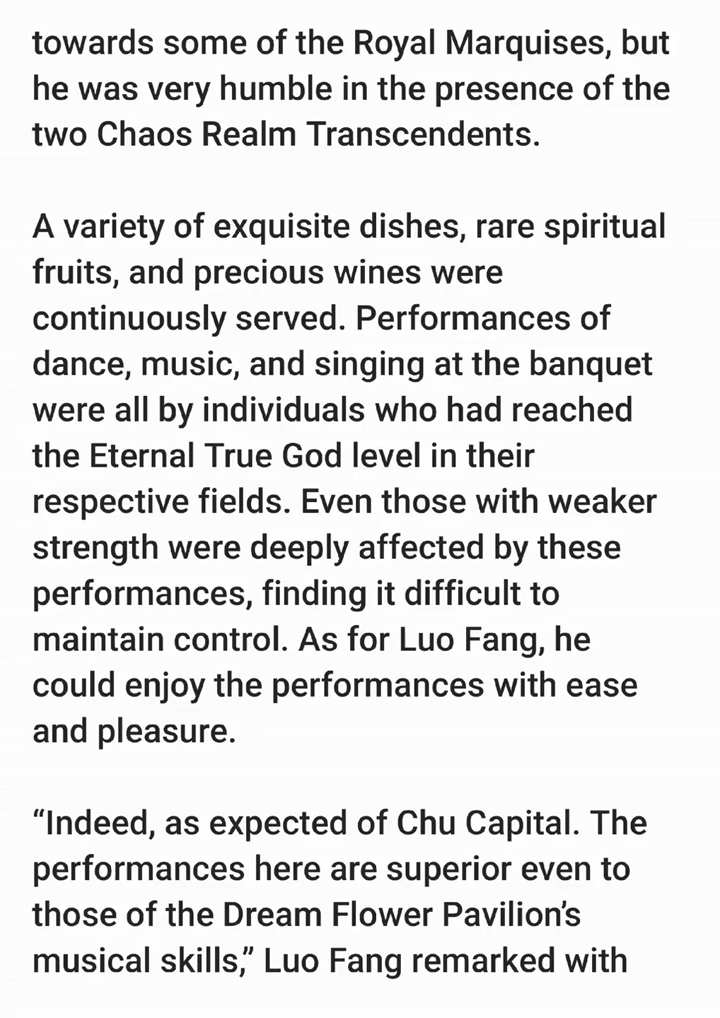 towards some of the Royal Marquises, but
he was very humble in the presence of the
two Chaos Realm Transcendents.
A variety of exquisite dishes, rare spiritual
fruits, and precious wines were
continuously served. Performances of
dance, music, and singing at the banquet
were all by individuals who had reached
the Eternal True God level in their
respective fields. Even those with weaker
strength were deeply affected by these
performances, finding it difficult to
maintain control. As for Luo Fang, he
could enjoy the performances with ease
and pleasure.
“Indeed, as expected of Chu Capital. The
performances here are superior even to
those of the Dream Flower Pavilion’s
musical skills,” Luo Fang remarked with